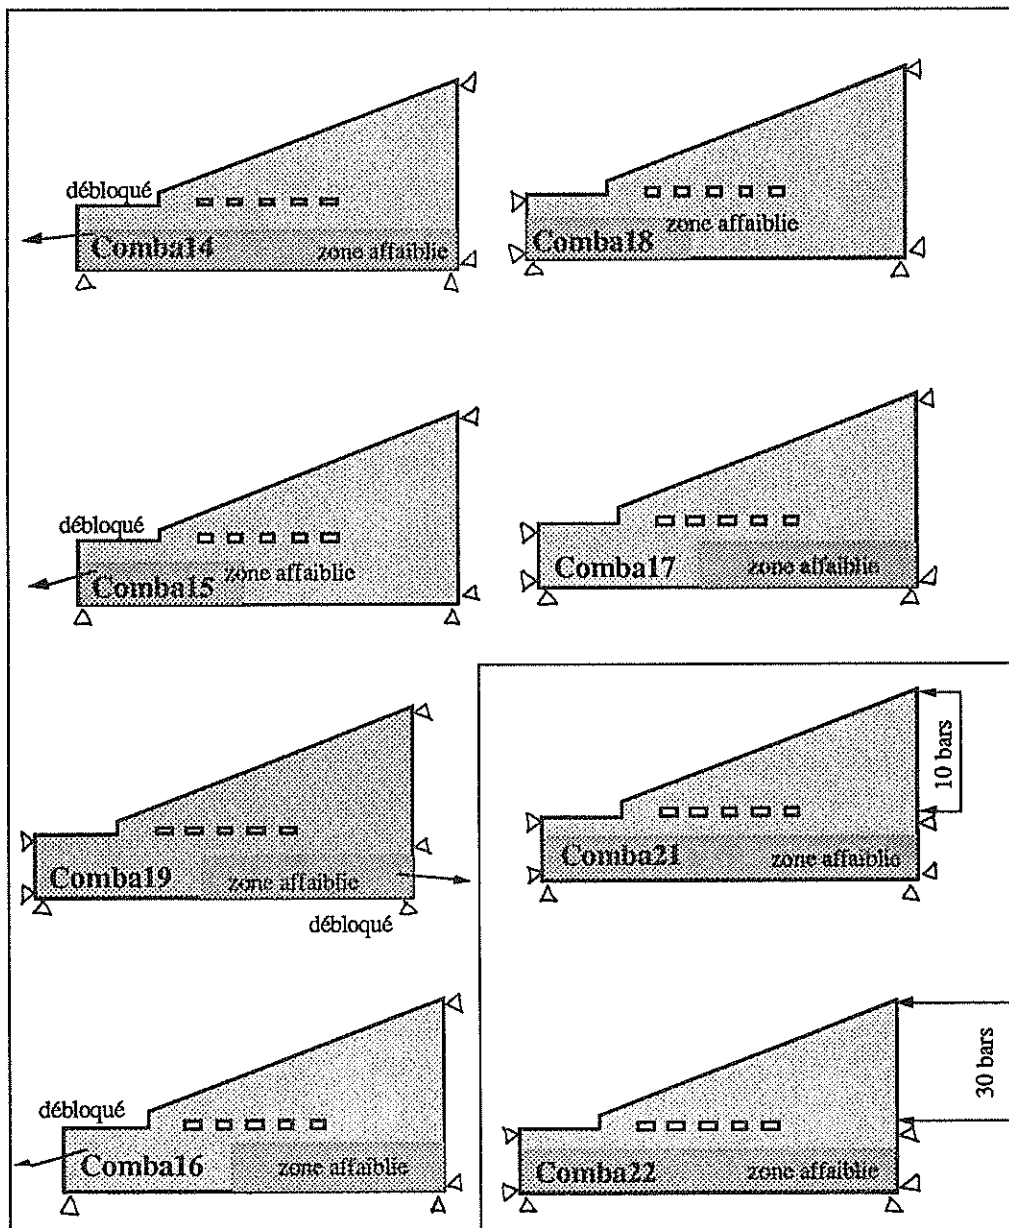 débloqué
Comba14
zone affaiblie
zone affaiblie
Comba18
débloqué
Comba15
zone affaiblie
Comba17
zone affaiblie
Comba19
zone affaiblie
débloqué
10 bars
Comba21
zone affaiblie
débloqué
Comba16
zone affaiblie
30 bars
Comba22
zone affaiblie